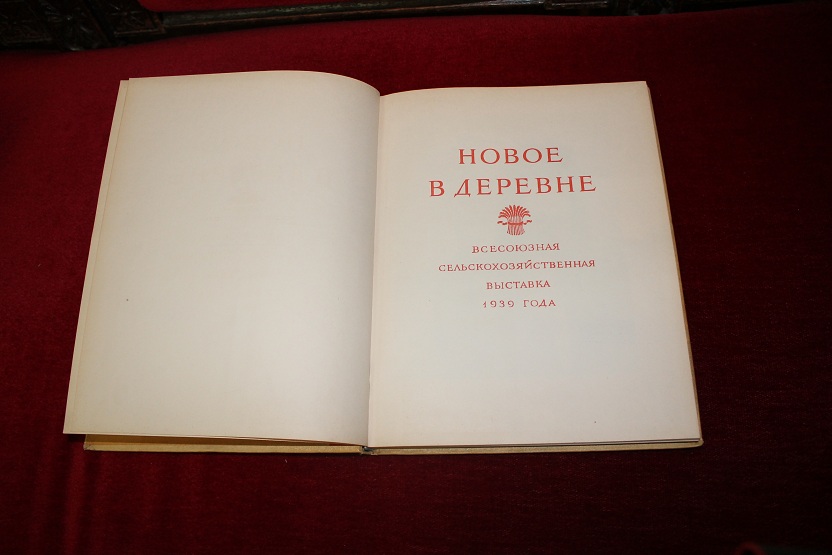 НОВОЕ
В ДЕРЕВНЕ
ВСЕСОЮЗНАЯ
СЕЛЬСКОХОЗЯЙСТВЕННАЯ
ВЫСТАВКА
1939 ГОДА